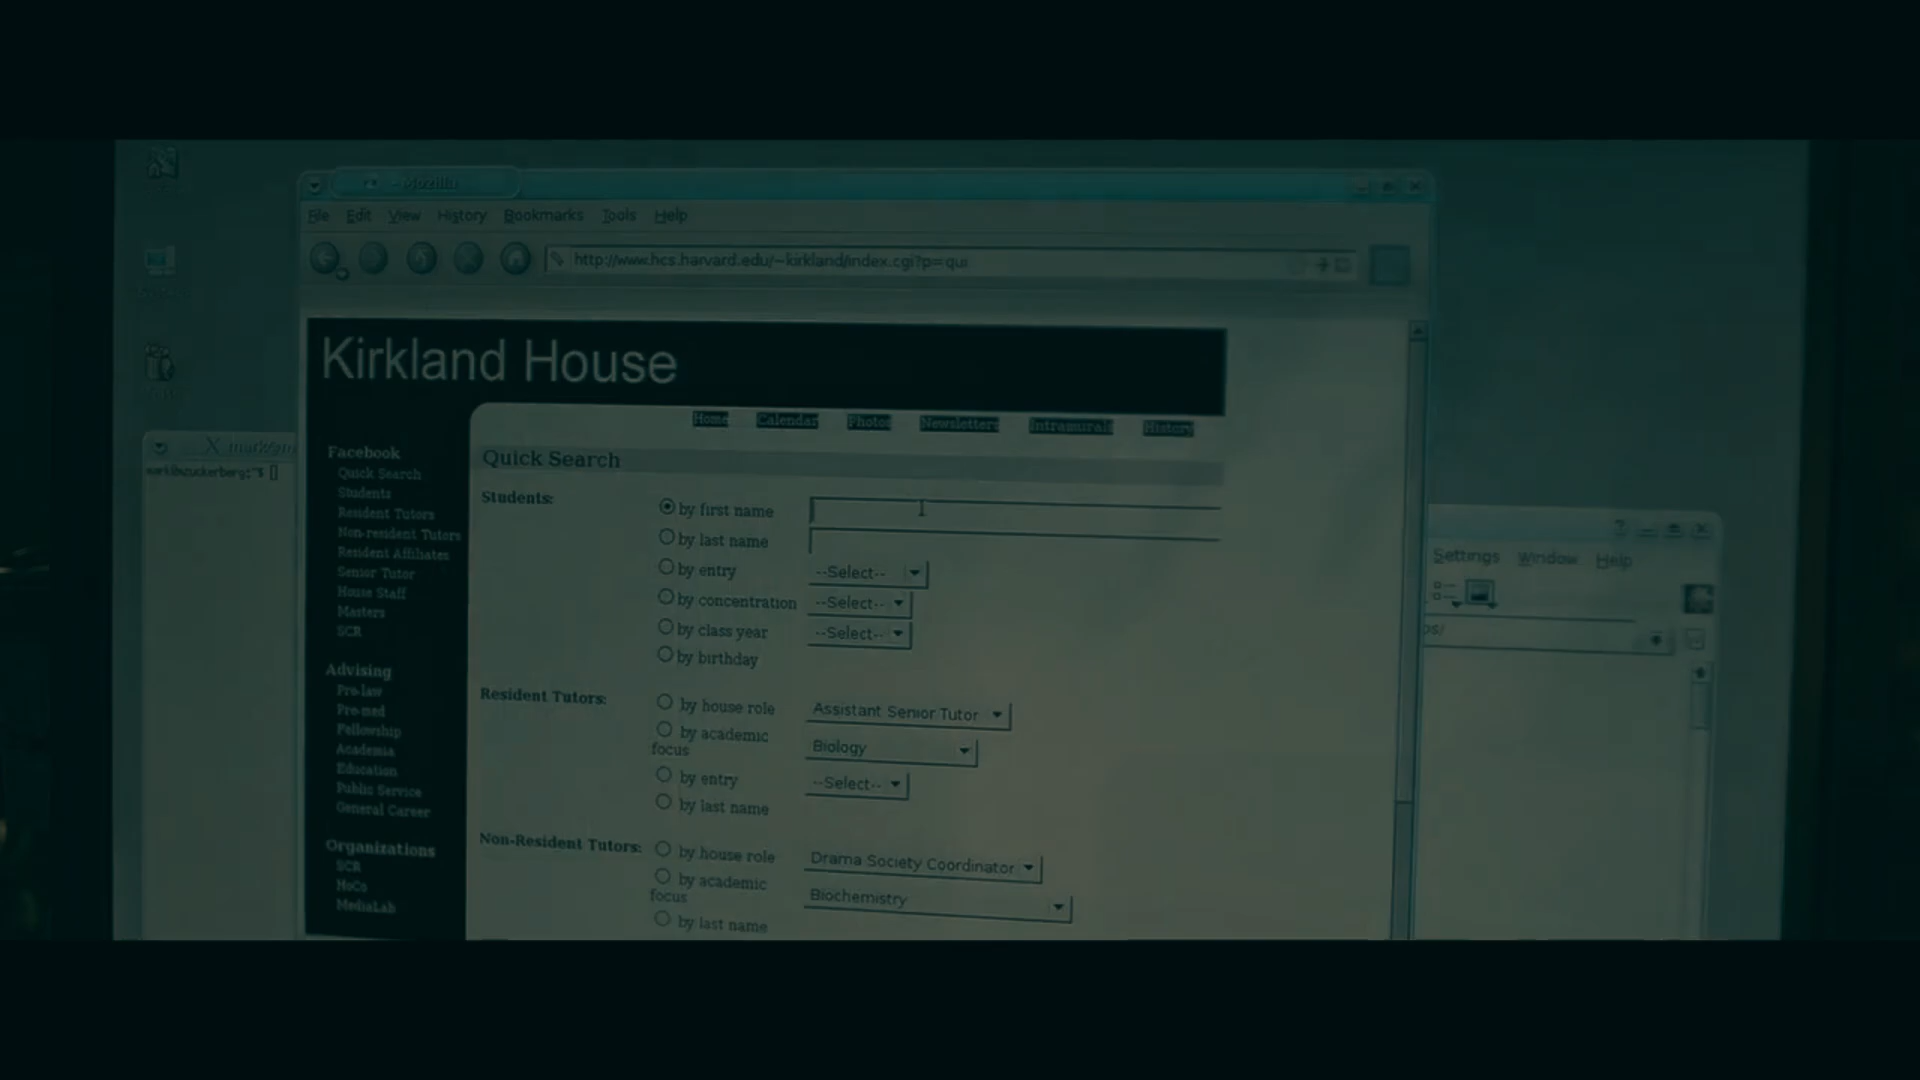 - Mozilla
File Edit View History Bookmarks Tools Help
http://www.hcs.harvard.edu/~kirkland/index.cgi?p=qui
Kirkland House
Home Calendar Photos Newsletters Intramurals History
Facebook
Quick Search
Students
Resident Tutors
Non-resident Tutors
Resident Affiliates
Senior Tutor
House Staff
Masters
SCR
Advising
Pre-law
Pre-med
Fellowship
Academia
Education
Public Service
General Career
Organizations
SCR
HoCo
MediaLab
Quick Search
Students:
by first name
by last name
by entry --Select--
by concentration --Select--
by class year --Select--
by birthday
Resident Tutors:
by house role Assistant Senior Tutor
by academic focus Biology
by entry --Select--
by last name
Non-Resident Tutors:
by house role Drama Society Coordinator
by academic focus Biochemistry
by last name
X mark@m
mark@wzuckerberg:~$
Settings Window Help
os/